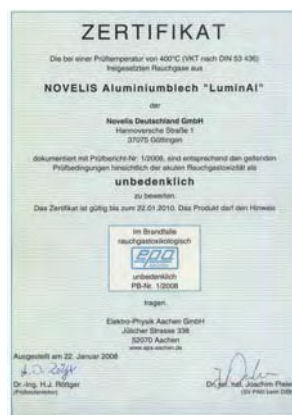 ZERTIFIKAT
Die bei einer Prüftemperatur von 400°C (VKT nach DIN 53 436)
freigesetzten Rauchgase aus
NOVELIS Aluminiumblech "LuminAl"
der
Novelis Deutschland GmbH
Hannoversche Straße 1
37075 Göttingen
dokumentiert mit Prüfbericht-Nr. 1/2008, sind entsprechend den geltenden
Prüfbedingungen hinsichtlich der akuten Rauchgastoxizität als
unbedenklich
zu bewerten.
Das Zertifikat ist gültig bis zum 22.01.2010. Das Produkt darf den Hinweis
Im Brandfalle
rauchgastoxikologisch
epa
unbedenklich
PB-Nr. 1/2008
tragen.
Elektro-Physik Aachen GmbH
Jülicher Strasse 336
52070 Aachen
www.epa-aachen.de
Ausgestellt am 22. Januar 2008
Dr.-Ing. H.J. Röttger
(Prüfstellenleiter)
Dr. rer. nat. Joachim